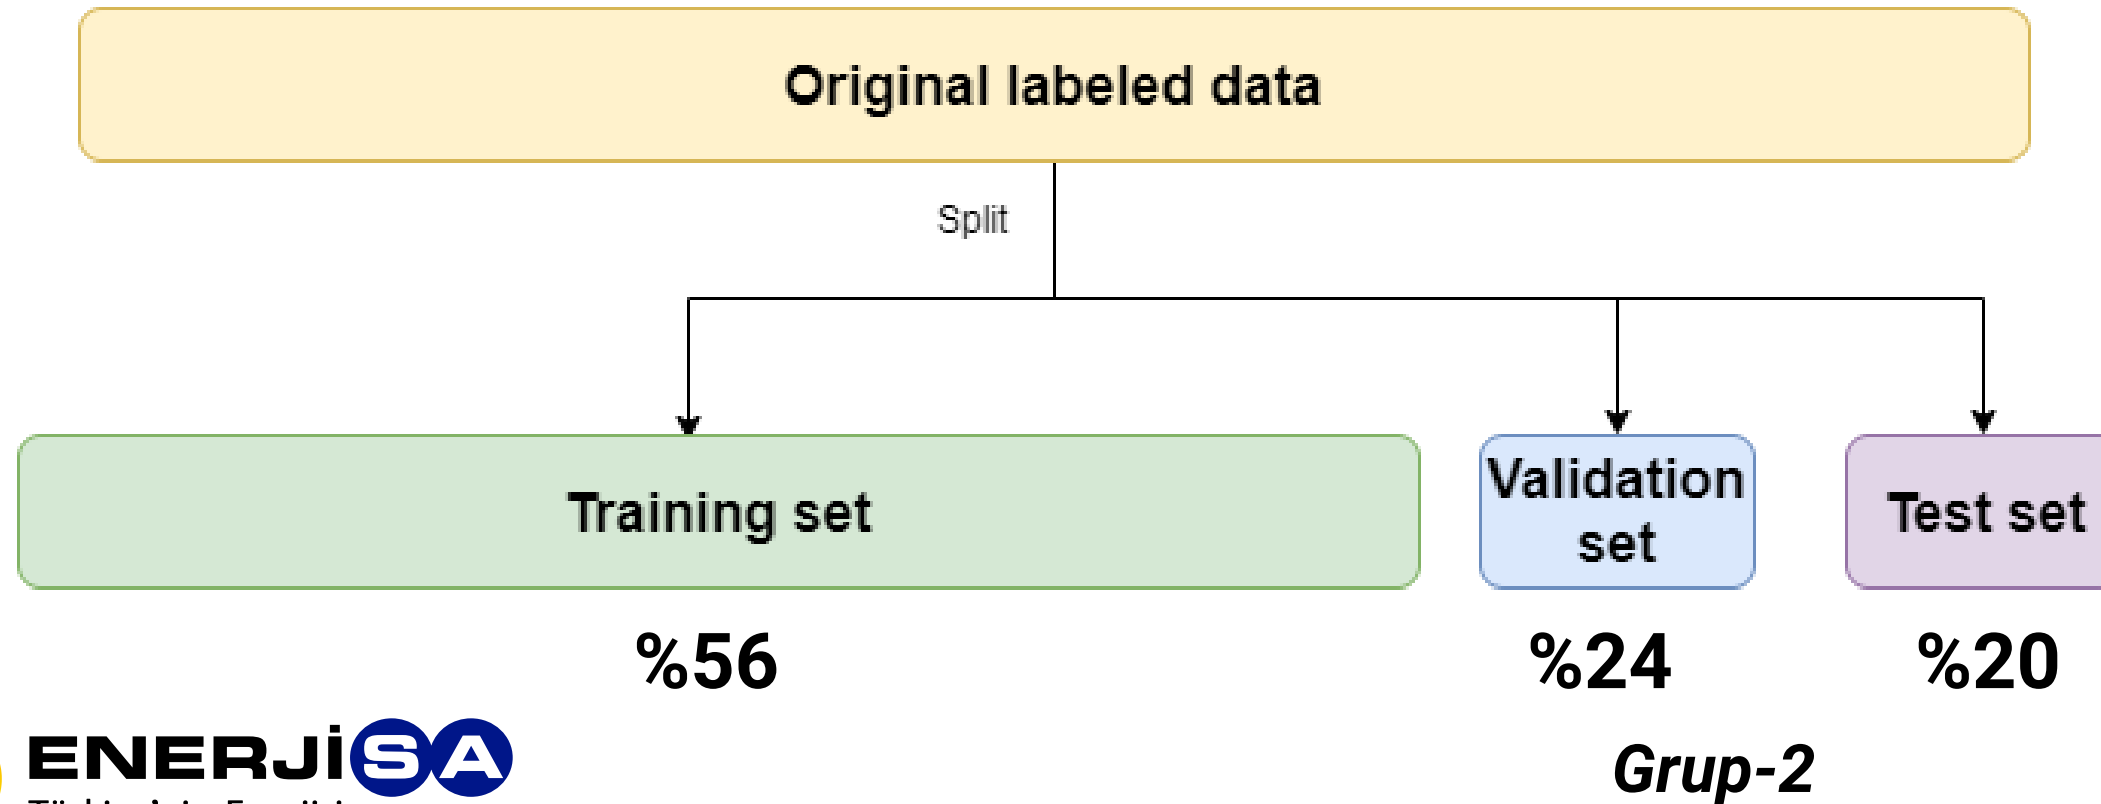 Original labeled data
Split
Training set
Validation
set
Test set
%56
%24
%20
ENERJİSA
Grup-2